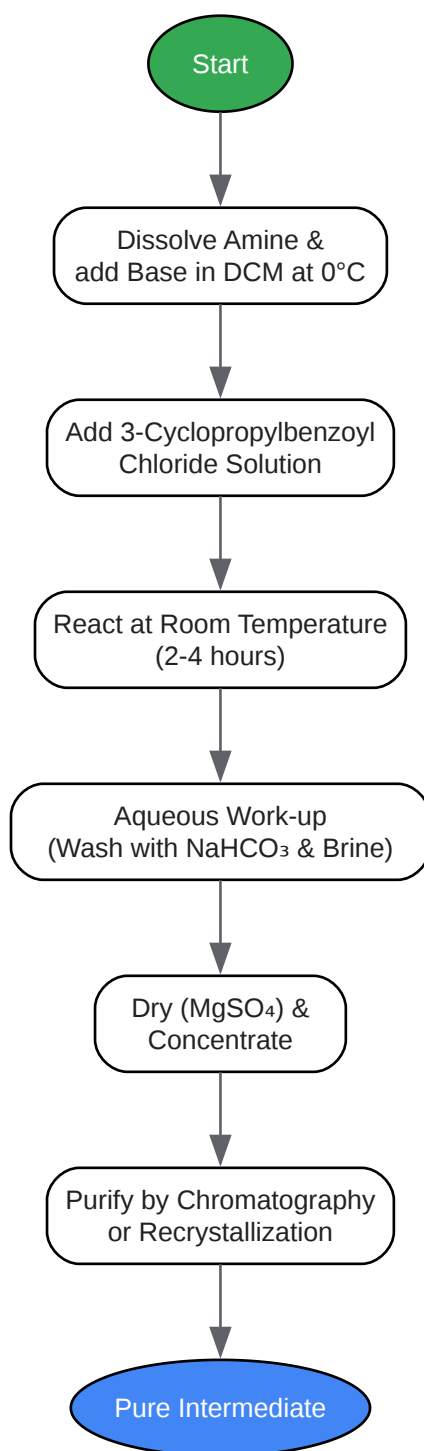 Start
Dissolve Amine &
add Base in DCM at 0°C
Add 3-Cyclopropylbenzoyl
Chloride Solution
React at Room Temperature
(2-4 hours)
Aqueous Work-up
(Wash with NaHCO₃ & Brine)
Dry (MgSO₄) &
Concentrate
Purify by Chromatography
or Recrystallization
Pure Intermediate